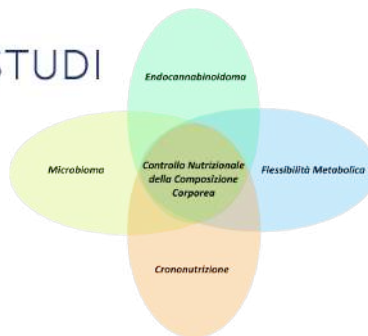 STUDI
Endocannabinoidoma
Microbioma
Controllo Nutrizionale
della Composizione
Corporea
Flessibilità Metabolica
Crononutrizione